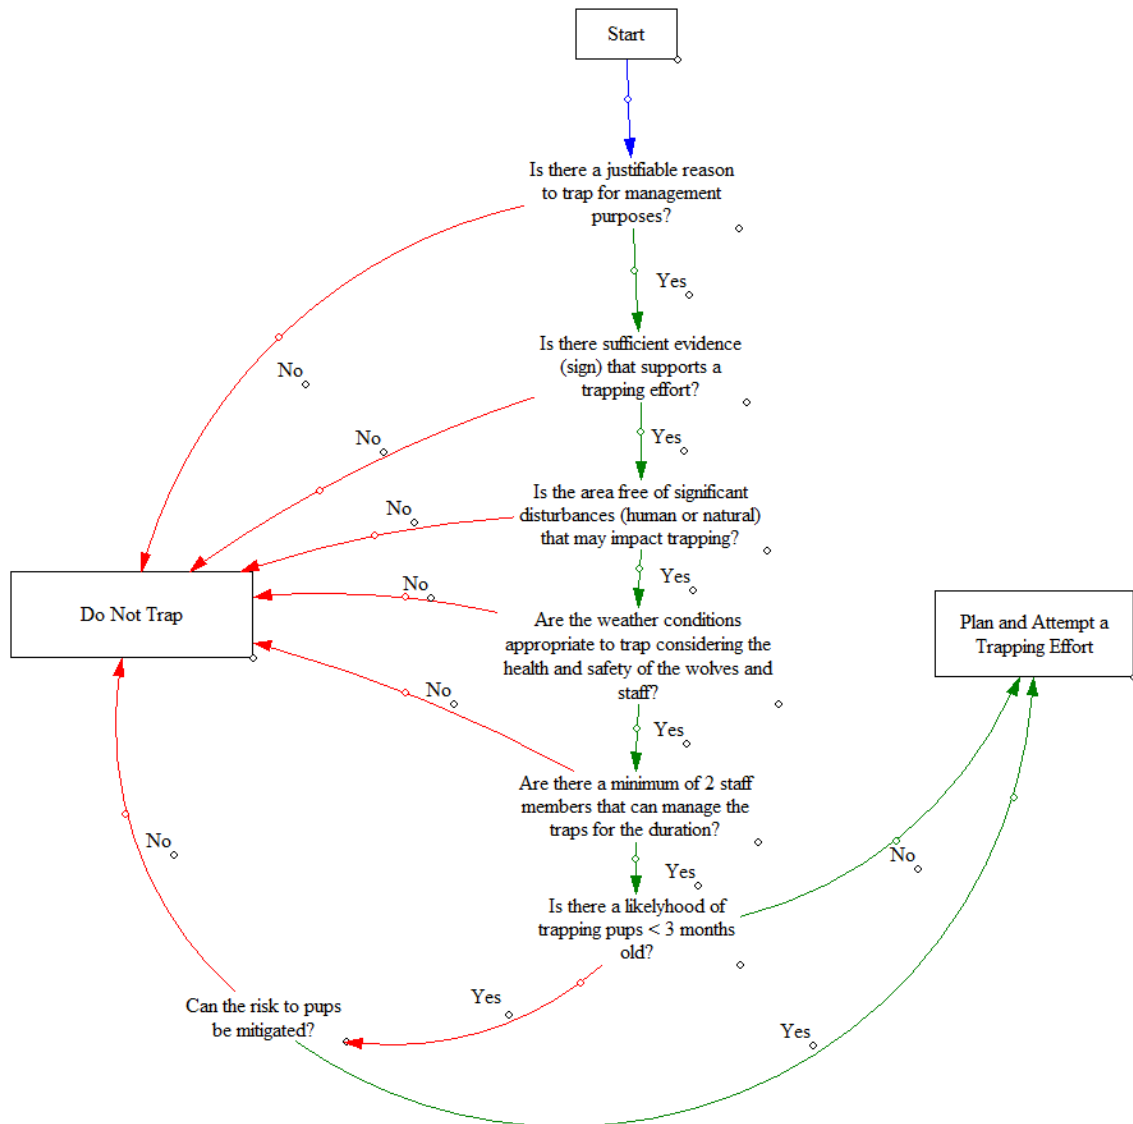 Start
Is there a justifiable reason
to trap for management
purposes?
Yes
No
Is there sufficient evidence
(sign) that supports a
trapping effort?
Yes
No
Is the area free of significant
disturbances (human or natural)
that may impact trapping?
Yes
No
Do Not Trap
Are the weather conditions
appropriate to trap considering the
health and safety of the wolves and
staff?
Plan and Attempt a
Trapping Effort
No
Yes
Are there a minimum of 2 staff
members that can manage the
traps for the duration?
No
Yes
No
Is there a likelyhood of
trapping pups < 3 months
old?
Yes
Can the risk to pups
be mitigated?
Yes